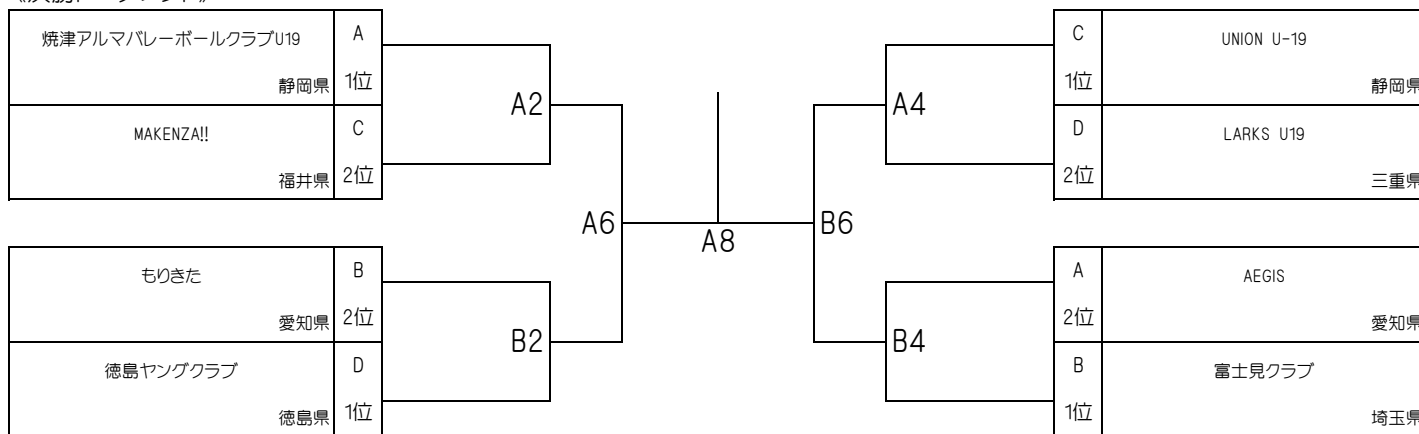 焼津アルマバレーボールクラブU19
A
静岡県
1位
MAKENZA!!
C
福井県
2位
A2
もりきた
B
愛知県
2位
徳島ヤングクラブ
D
徳島県
1位
B2
A6
A8
B6
A4
C
UNION U-19
1位
静岡県
D
LARKS U19
2位
三重県
B4
A
AEGIS
2位
愛知県
B
富士見クラブ
1位
埼玉県